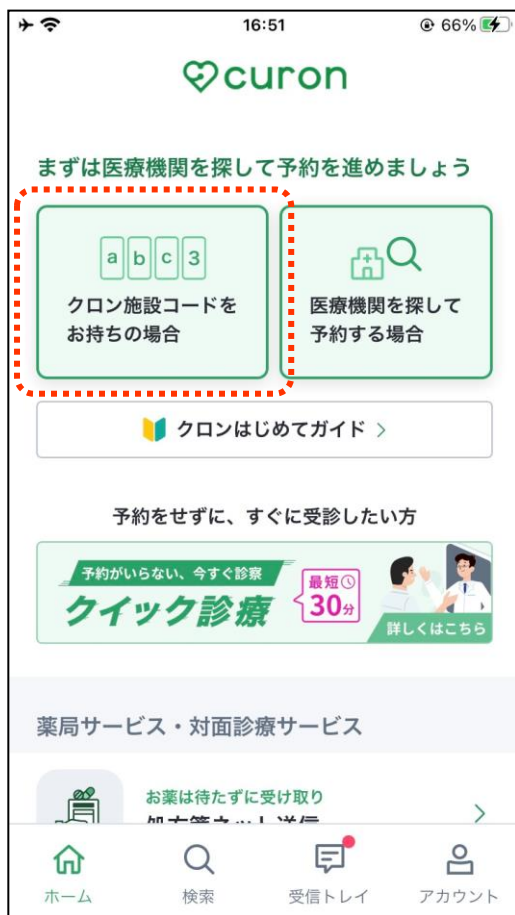 16:51
66%
curon
まずは医療機関を探して予約を進めましょう
a b c 3
クロン施設コードを
お持ちの場合
医療機関を探して
予約する場合
クロンはじめてガイド >
予約をせずに、すぐに受診したい方
予約がいらない、今すぐ診察
クイック診療
最短
30分
詳しくはこちら
薬局サービス・対面診療サービス
お薬は待たずに受け取り
ホーム
検索
受信トレイ
アカウント